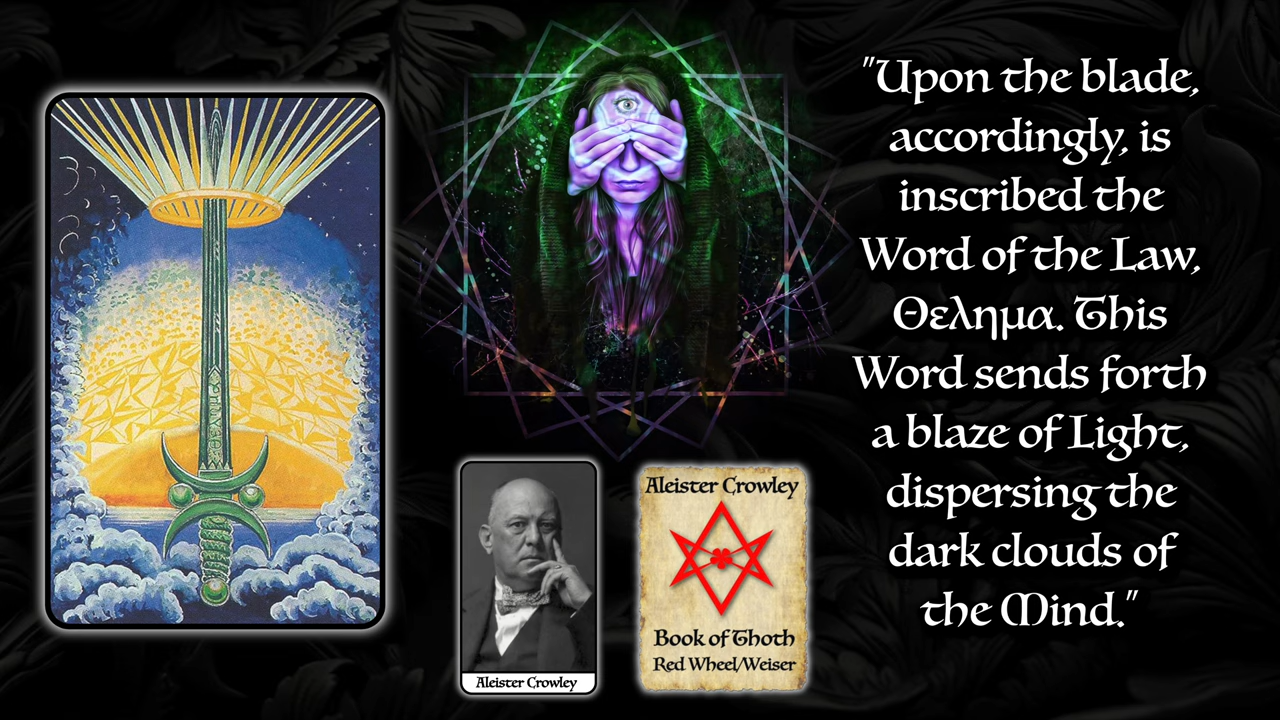 "Upon the blade,
accordingly, is
inscribed the
Word of the Law,
Θελημα. This
Word sends forth
a blaze of Light,
dispersing the
dark clouds of
the Mind."
Aleister Crowley
Aleister Crowley
Book of Thoth
Red Wheel/Weiser